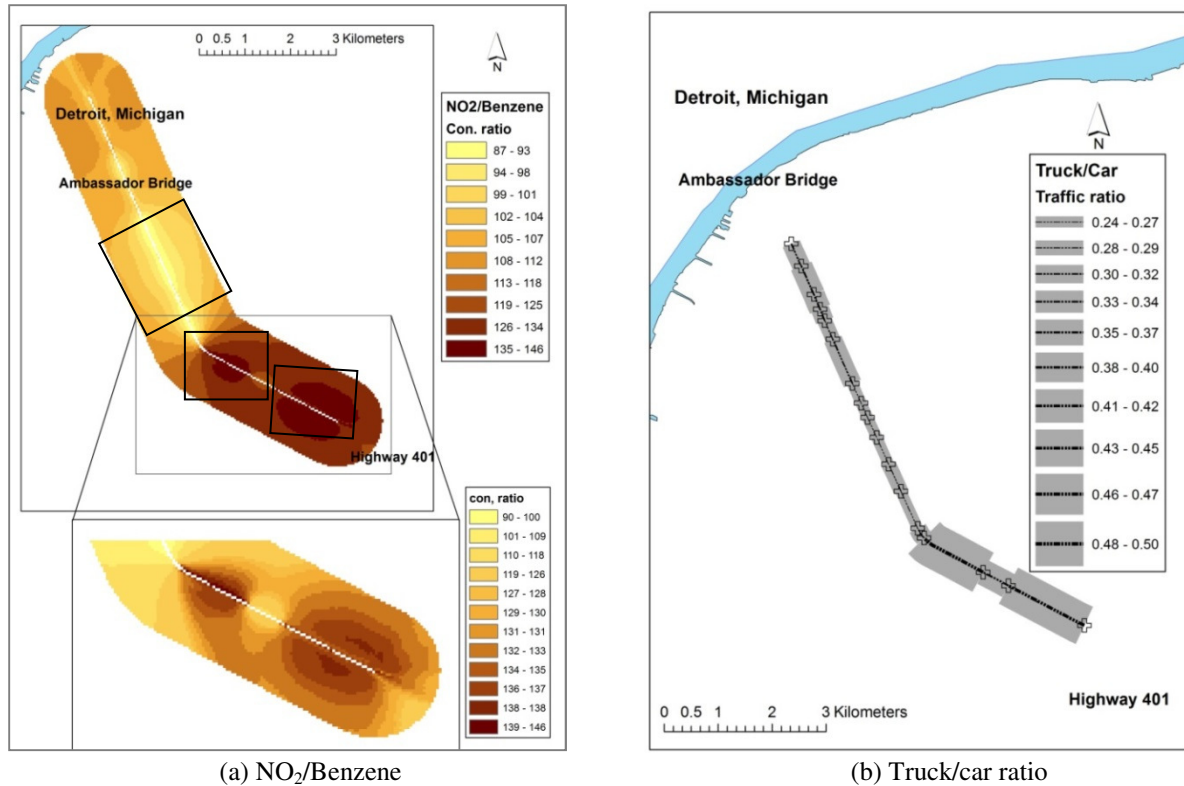 0 0.5 1 2 3 Kilometers
N
Detroit, Michigan
Ambassador Bridge
Highway 401
NO2/Benzene
Con. ratio
87 - 93
94 - 98
99 - 101
102 - 104
105 - 107
108 - 112
113 - 118
119 - 125
126 - 134
135 - 146
con, ratio
90 - 100
101 - 109
110 - 118
119 - 126
127 - 128
129 - 130
131 - 131
132 - 133
134 - 135
136 - 137
138 - 138
139 - 146
(a) NO₂/Benzene
Detroit, Michigan
N
Ambassador Bridge
Truck/Car
Traffic ratio
0.24 - 0.27
0.28 - 0.29
0.30 - 0.32
0.33 - 0.34
0.35 - 0.37
0.38 - 0.40
0.41 - 0.42
0.43 - 0.45
0.46 - 0.47
0.48 - 0.50
Highway 401
0 0.5 1 2 3 Kilometers
(b) Truck/car ratio